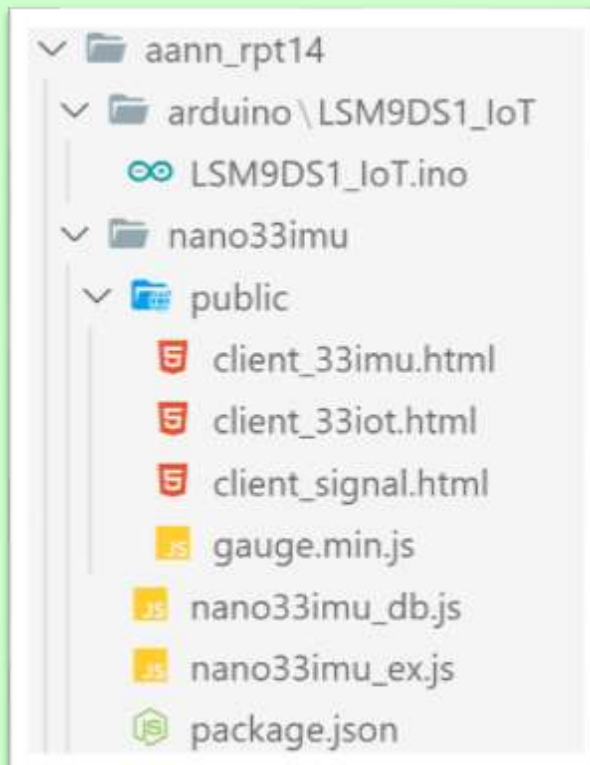 aann_rpt14
arduino\LSM9DS1_IoT
LSM9DS1_IoT.ino
nano33imu
public
client_33imu.html
client_33iot.html
client_signal.html
gauge.min.js
nano33imu_db.js
nano33imu_ex.js
package.json